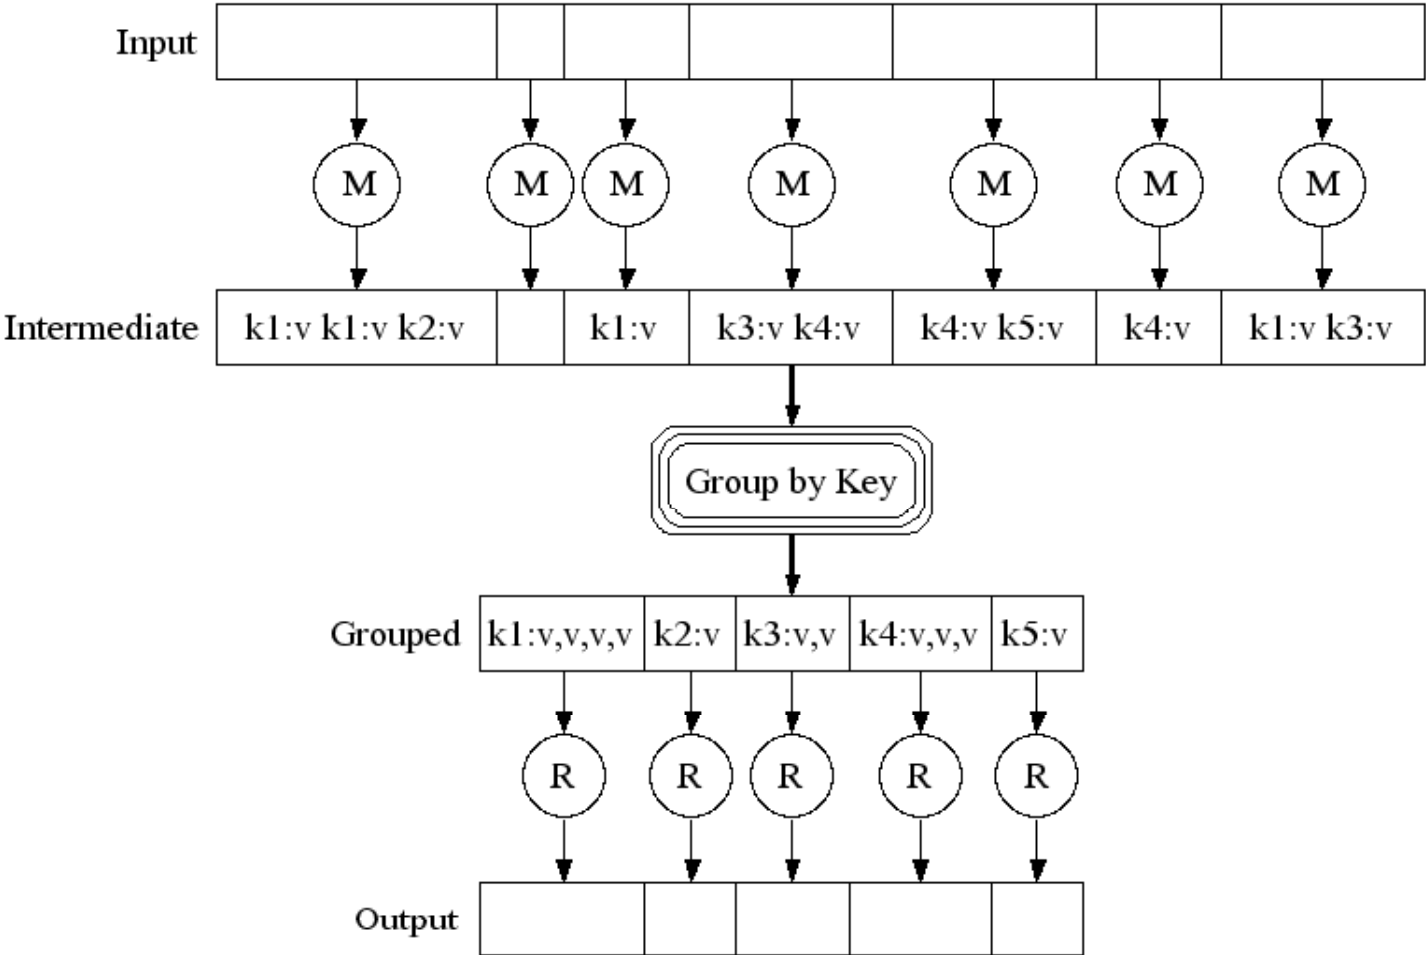 Input
M M M M M M M
Intermediate k1:v k1:v k2:v k1:v k3:v k4:v k4:v k5:v k4:v k1:v k3:v
Group by Key
Grouped k1:v,v,v,v k2:v k3:v,v k4:v,v,v k5:v
R R R R R
Output